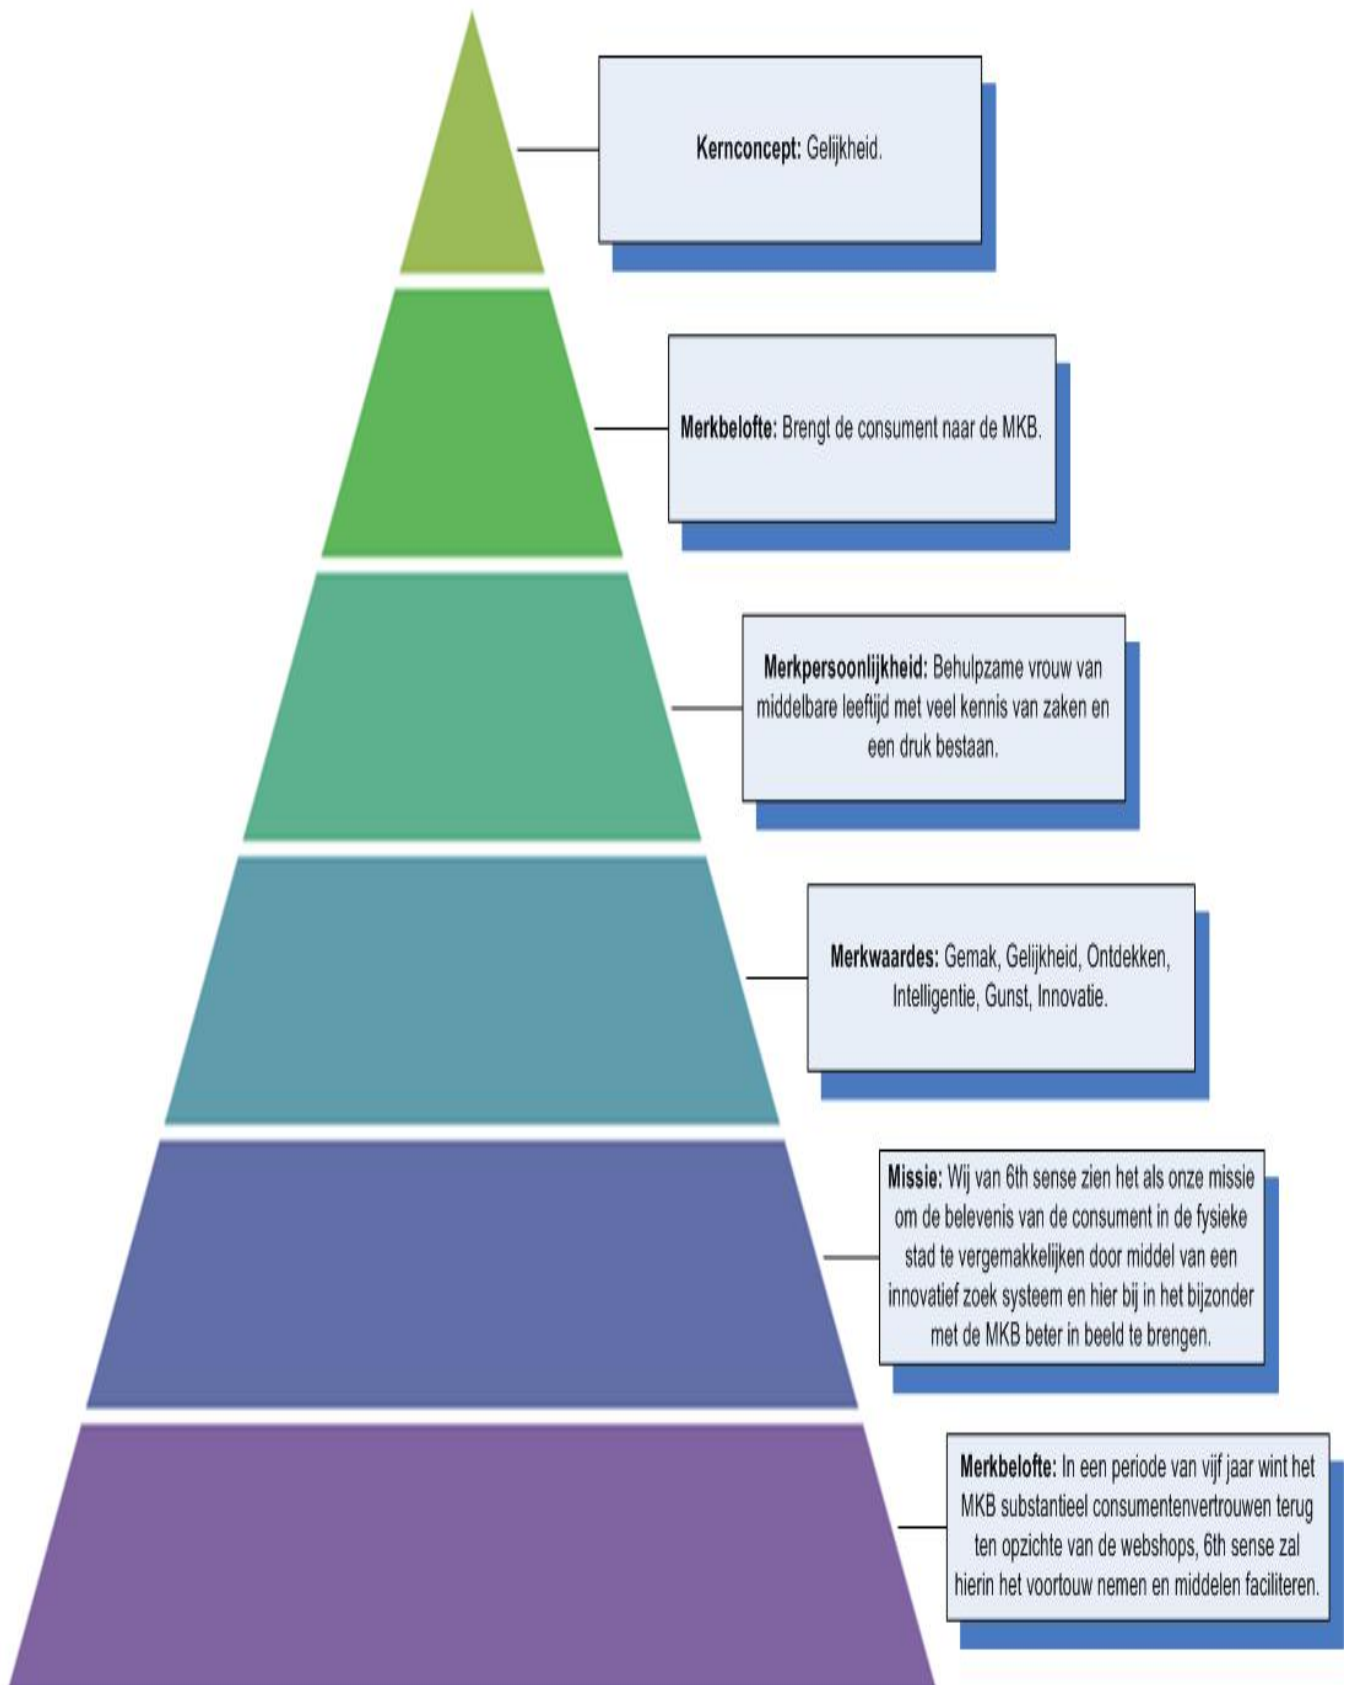 Kernconcept: Gelijkheid.
Merkbelofte: Brengt de consument naar de MKB.
Merkpersoonlijkheid: Behulpzame vrouw van
middelbare leeftijd met veel kennis van zaken en
een druk bestaan.
Merkwaardes: Gemak, Gelijkheid, Ontdekken,
Intelligentie, Gunst, Innovatie.
Missie: Wij van 6th sense zien het als onze missie
om de belevenis van de consument in de fysieke
stad te vergemakkelijken door middel van een
innovatief zoek systeem en hier bij in het bijzonder
met de MKB beter in beeld te brengen.
Merkbelofte: In een periode van vijf jaar wint het
MKB substantieel consumentenvertrouwen terug
ten opzichte van de webshops, 6th sense zal
hierin het voortouw nemen en middelen faciliteren.